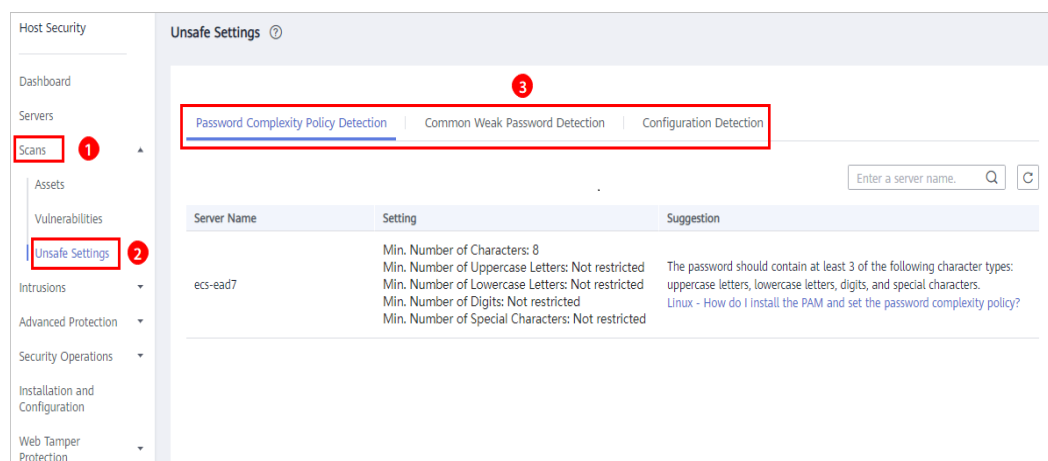 Host Security
Unsafe Settings ?
Dashboard
Servers
Scans 1
Assets
Vulnerabilities
Unsafe Settings 2
Intrusions
Advanced Protection
Security Operations
Installation and
Configuration
Web Tamper
Protection
3
Password Complexity Policy Detection Common Weak Password Detection Configuration Detection
Enter a server name.
Server Name Setting Suggestion
ecs-ead7
Min. Number of Characters: 8
Min. Number of Uppercase Letters: Not restricted
Min. Number of Lowercase Letters: Not restricted
Min. Number of Digits: Not restricted
Min. Number of Special Characters: Not restricted
The password should contain at least 3 of the following character types:
uppercase letters, lowercase letters, digits, and special characters.
Linux - How do I install the PAM and set the password complexity policy?